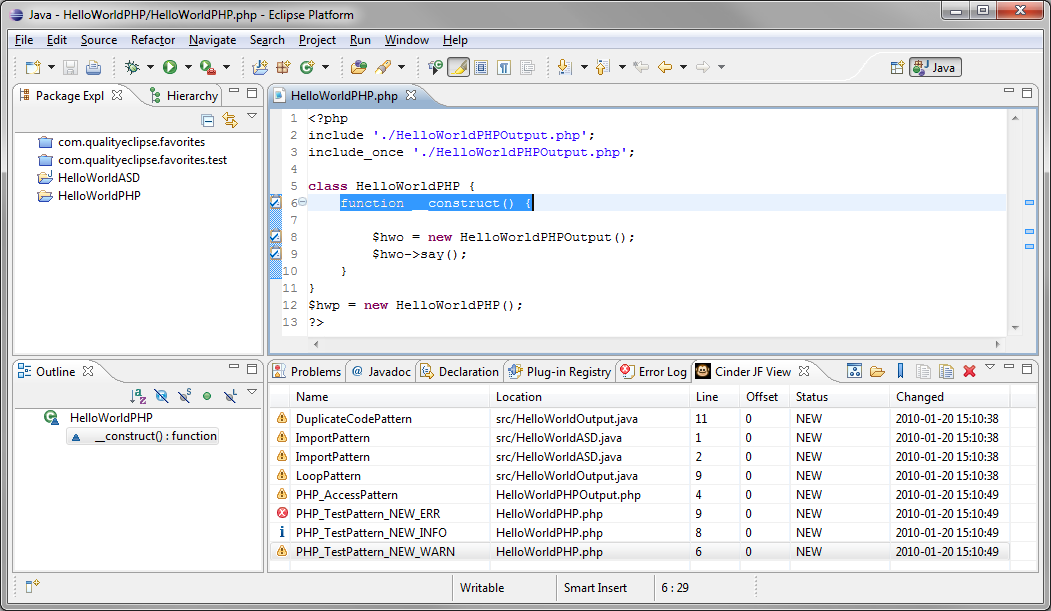 Java - HelloWorldPHP/HelloWorldPHP.php - Eclipse Platform
File Edit Source Refactor Navigate Search Project Run Window Help
Java
Package Expl Hierarchy
com.qualityeclipse.favorites
com.qualityeclipse.favorites.test
HelloWorldASD
HelloWorldPHP
HelloWorldPHP.php
1 <?php
2 include './HelloWorldPHPOutput.php';
3 include_once './HelloWorldPHPOutput.php';
4
5 class HelloWorldPHP {
6 function __construct() {
7
8 $hwo = new HelloWorldPHPOutput();
9 $hwo->say();
10 }
11 }
12 $hwp = new HelloWorldPHP();
13 ?>
Outline
HelloWorldPHP
__construct() : function
Problems @ Javadoc Declaration Plug-in Registry Error Log Cinder JF View
Name Location Line Offset Status Changed
DuplicateCodePattern src/HelloWorldOutput.java 11 0 NEW 2010-01-20 15:10:38
ImportPattern src/HelloWorldASD.java 1 0 NEW 2010-01-20 15:10:38
ImportPattern src/HelloWorldASD.java 2 0 NEW 2010-01-20 15:10:38
LoopPattern src/HelloWorldOutput.java 9 0 NEW 2010-01-20 15:10:38
PHP_AccessPattern HelloWorldPHPOutput.php 4 0 NEW 2010-01-20 15:10:49
PHP_TestPattern_NEW_ERR HelloWorldPHP.php 9 0 NEW 2010-01-20 15:10:49
PHP_TestPattern_NEW_INFO HelloWorldPHP.php 8 0 NEW 2010-01-20 15:10:49
PHP_TestPattern_NEW_WARN HelloWorldPHP.php 6 0 NEW 2010-01-20 15:10:49
Writable Smart Insert 6 : 29